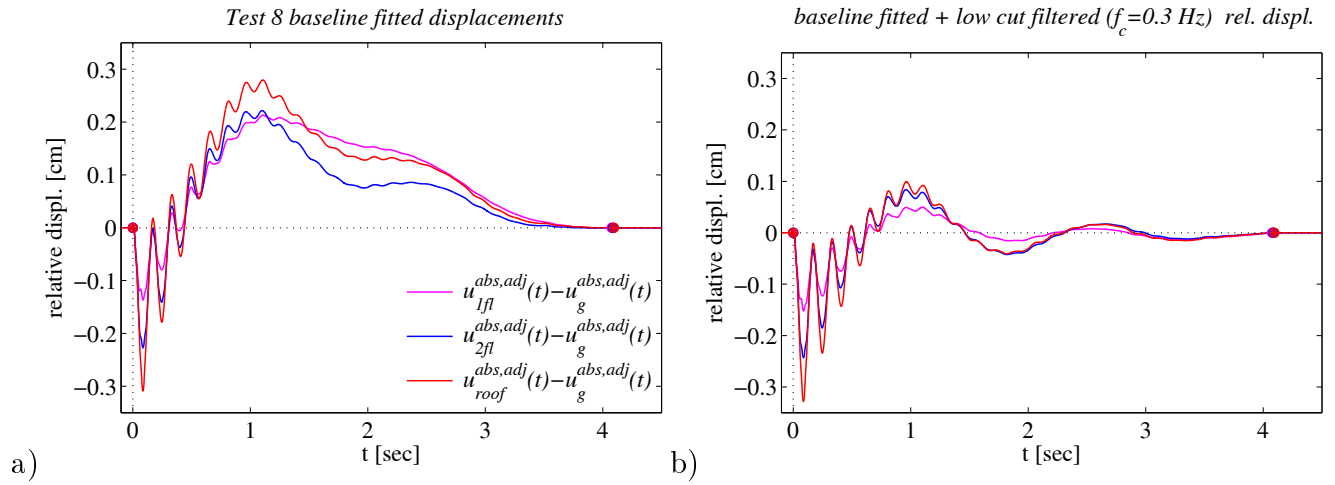 Test 8 baseline fitted displacements
0.3
0.2
0.1
0
−0.1
−0.2
−0.3
relative displ. [cm]
u_{1fl}^{abs,adj}(t)−u_g^{abs,adj}(t)
u_{2fl}^{abs,adj}(t)−u_g^{abs,adj}(t)
u_{roof}^{abs,adj}(t)−u_g^{abs,adj}(t)
0 1 2 3 4
t [sec]
a)
baseline fitted + low cut filtered (f_c=0.3 Hz) rel. displ.
0.3
0.2
0.1
0
−0.1
−0.2
−0.3
relative displ. [cm]
0 1 2 3 4
t [sec]
b)